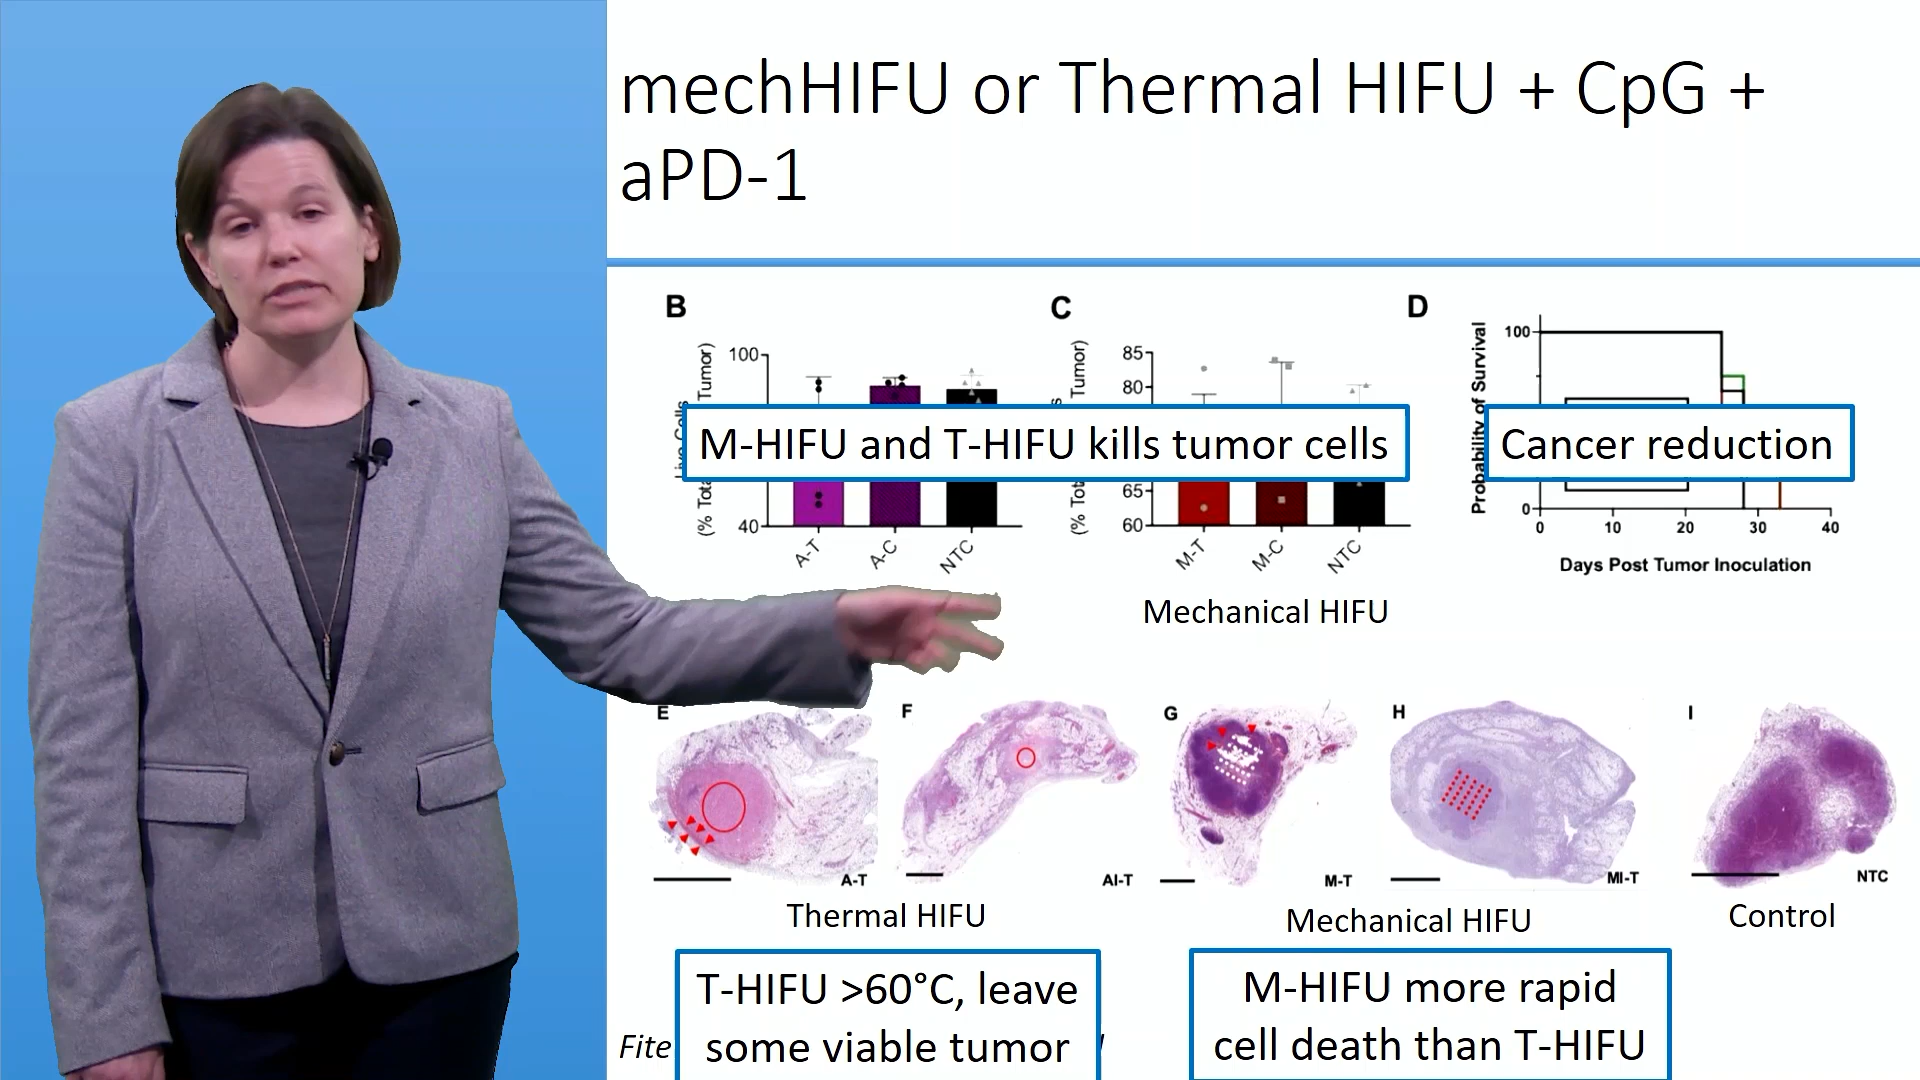 mechHIFU or Thermal HIFU + CpG +
aPD-1
B
C
D
Tumor)
(% Tota
100
40
A-T
A-C
NTC
Tumor)
(% Tot
85
80
65
60
M-T
M-C
NTC
Mechanical HIFU
Probability of Survival
100
0
0
10
20
30
40
Days Post Tumor Inoculation
M-HIFU and T-HIFU kills tumor cells
Cancer reduction
E
F
G
H
I
A-T
AI-T
M-T
MI-T
NTC
Thermal HIFU
Mechanical HIFU
Control
T-HIFU >60°C, leave
some viable tumor
M-HIFU more rapid
cell death than T-HIFU
Fite